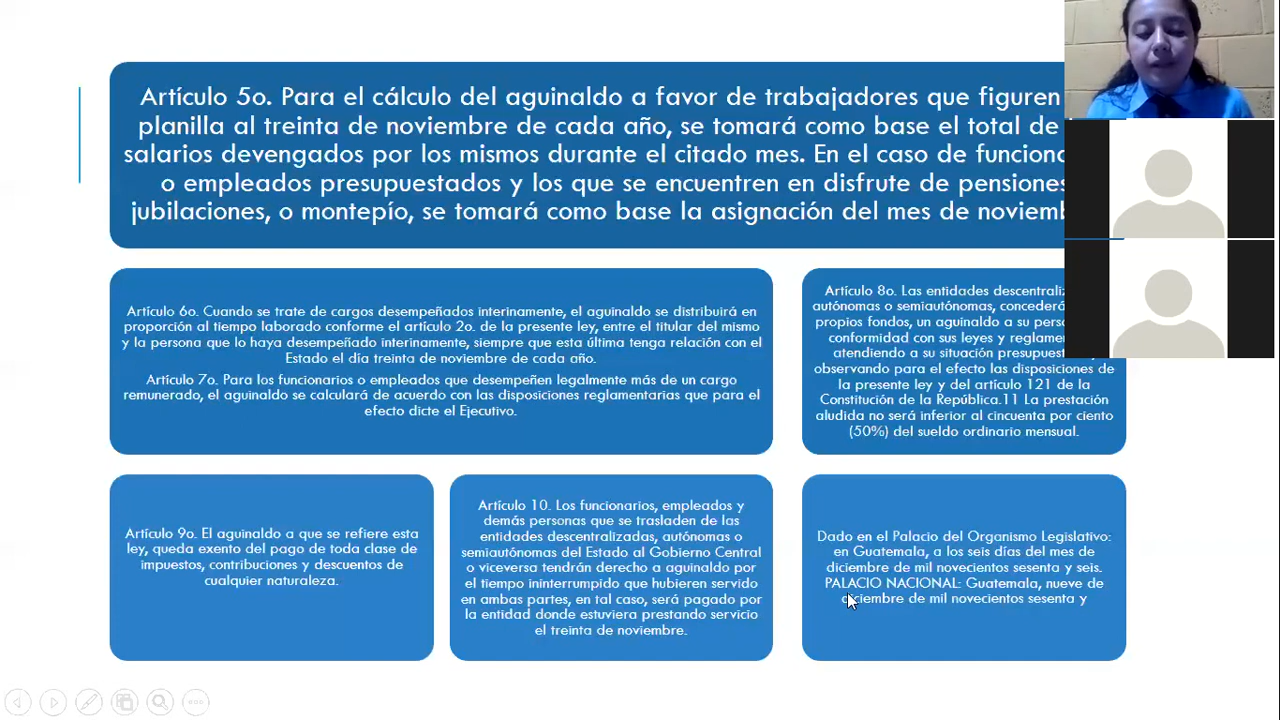 Artículo 5o. Para el cálculo del aguinaldo a favor de trabajadores que figuren
planilla al treinta de noviembre de cada año, se tomará como base el total de
salarios devengados por los mismos durante el citado mes. En el caso de
o empleados presupuestados y los que se encuentren en disfrute de pensiones
jubilaciones, o montepío, se tomará como base la asignación del mes de
Artículo 6o. Cuando se trate de cargos desempeñados interinamente, el aguinaldo se distribuirá en
proporción al tiempo laborado conforme el artículo 2o. de la presente ley, entre el titular del mismo
y la persona que lo haya desempeñado interinamente, siempre que esta última tenga relación con el
Estado el día treinta de noviembre de cada año.
Artículo 7o. Para los funcionarios o empleados que desempeñen legalmente más de un cargo
remunerado, el aguinaldo se calculará de acuerdo con las disposiciones reglamentarias que para el
efecto dicte el Ejecutivo.
Artículo 8o. Las entidades
autónomas o semiautónomas,
propios fondos, un aguinaldo a su
conformidad con sus leyes y
atendiendo a su situación
observando para el efecto las disposiciones de
la presente ley y del artículo 121 de la
Constitución de la República.11 La prestación
aludida no será inferior al cincuenta por ciento
(50%) del sueldo ordinario mensual.
Artículo 9o. El aguinaldo a que se refiere esta
ley, queda exento del pago de toda clase de
impuestos, contribuciones y descuentos de
cualquier naturaleza.
Artículo 10. Los funcionarios, empleados y
demás personas que se trasladen de las
entidades descentralizadas, autónomas o
semiautónomas del Estado al Gobierno Central
o viceversa tendrán derecho a aguinaldo por
el tiempo ininterrumpido que hubieren servido
en ambas partes, en tal caso, será pagado por
la entidad donde estuviera prestando servicio
el treinta de noviembre.
Dado en el Palacio del Organismo Legislativo:
en Guatemala, a los seis días del mes de
diciembre de mil novecientos sesenta y seis.
PALACIO NACIONAL: Guatemala, nueve de
diciembre de mil novecientos sesenta y